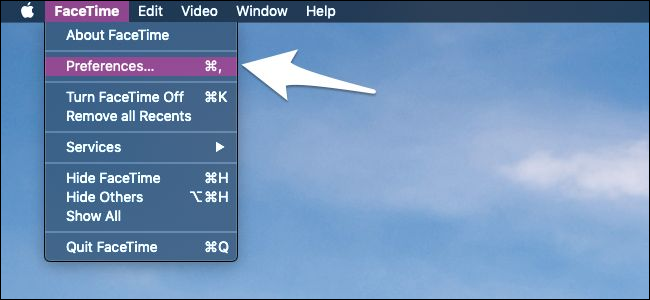 FaceTime Edit Video Window Help
About FaceTime
Preferences... ⌘,
Turn FaceTime Off ⌘K
Remove all Recents
Services ▶
Hide FaceTime ⌘H
Hide Others ⌥⌘H
Show All
Quit FaceTime ⌘Q